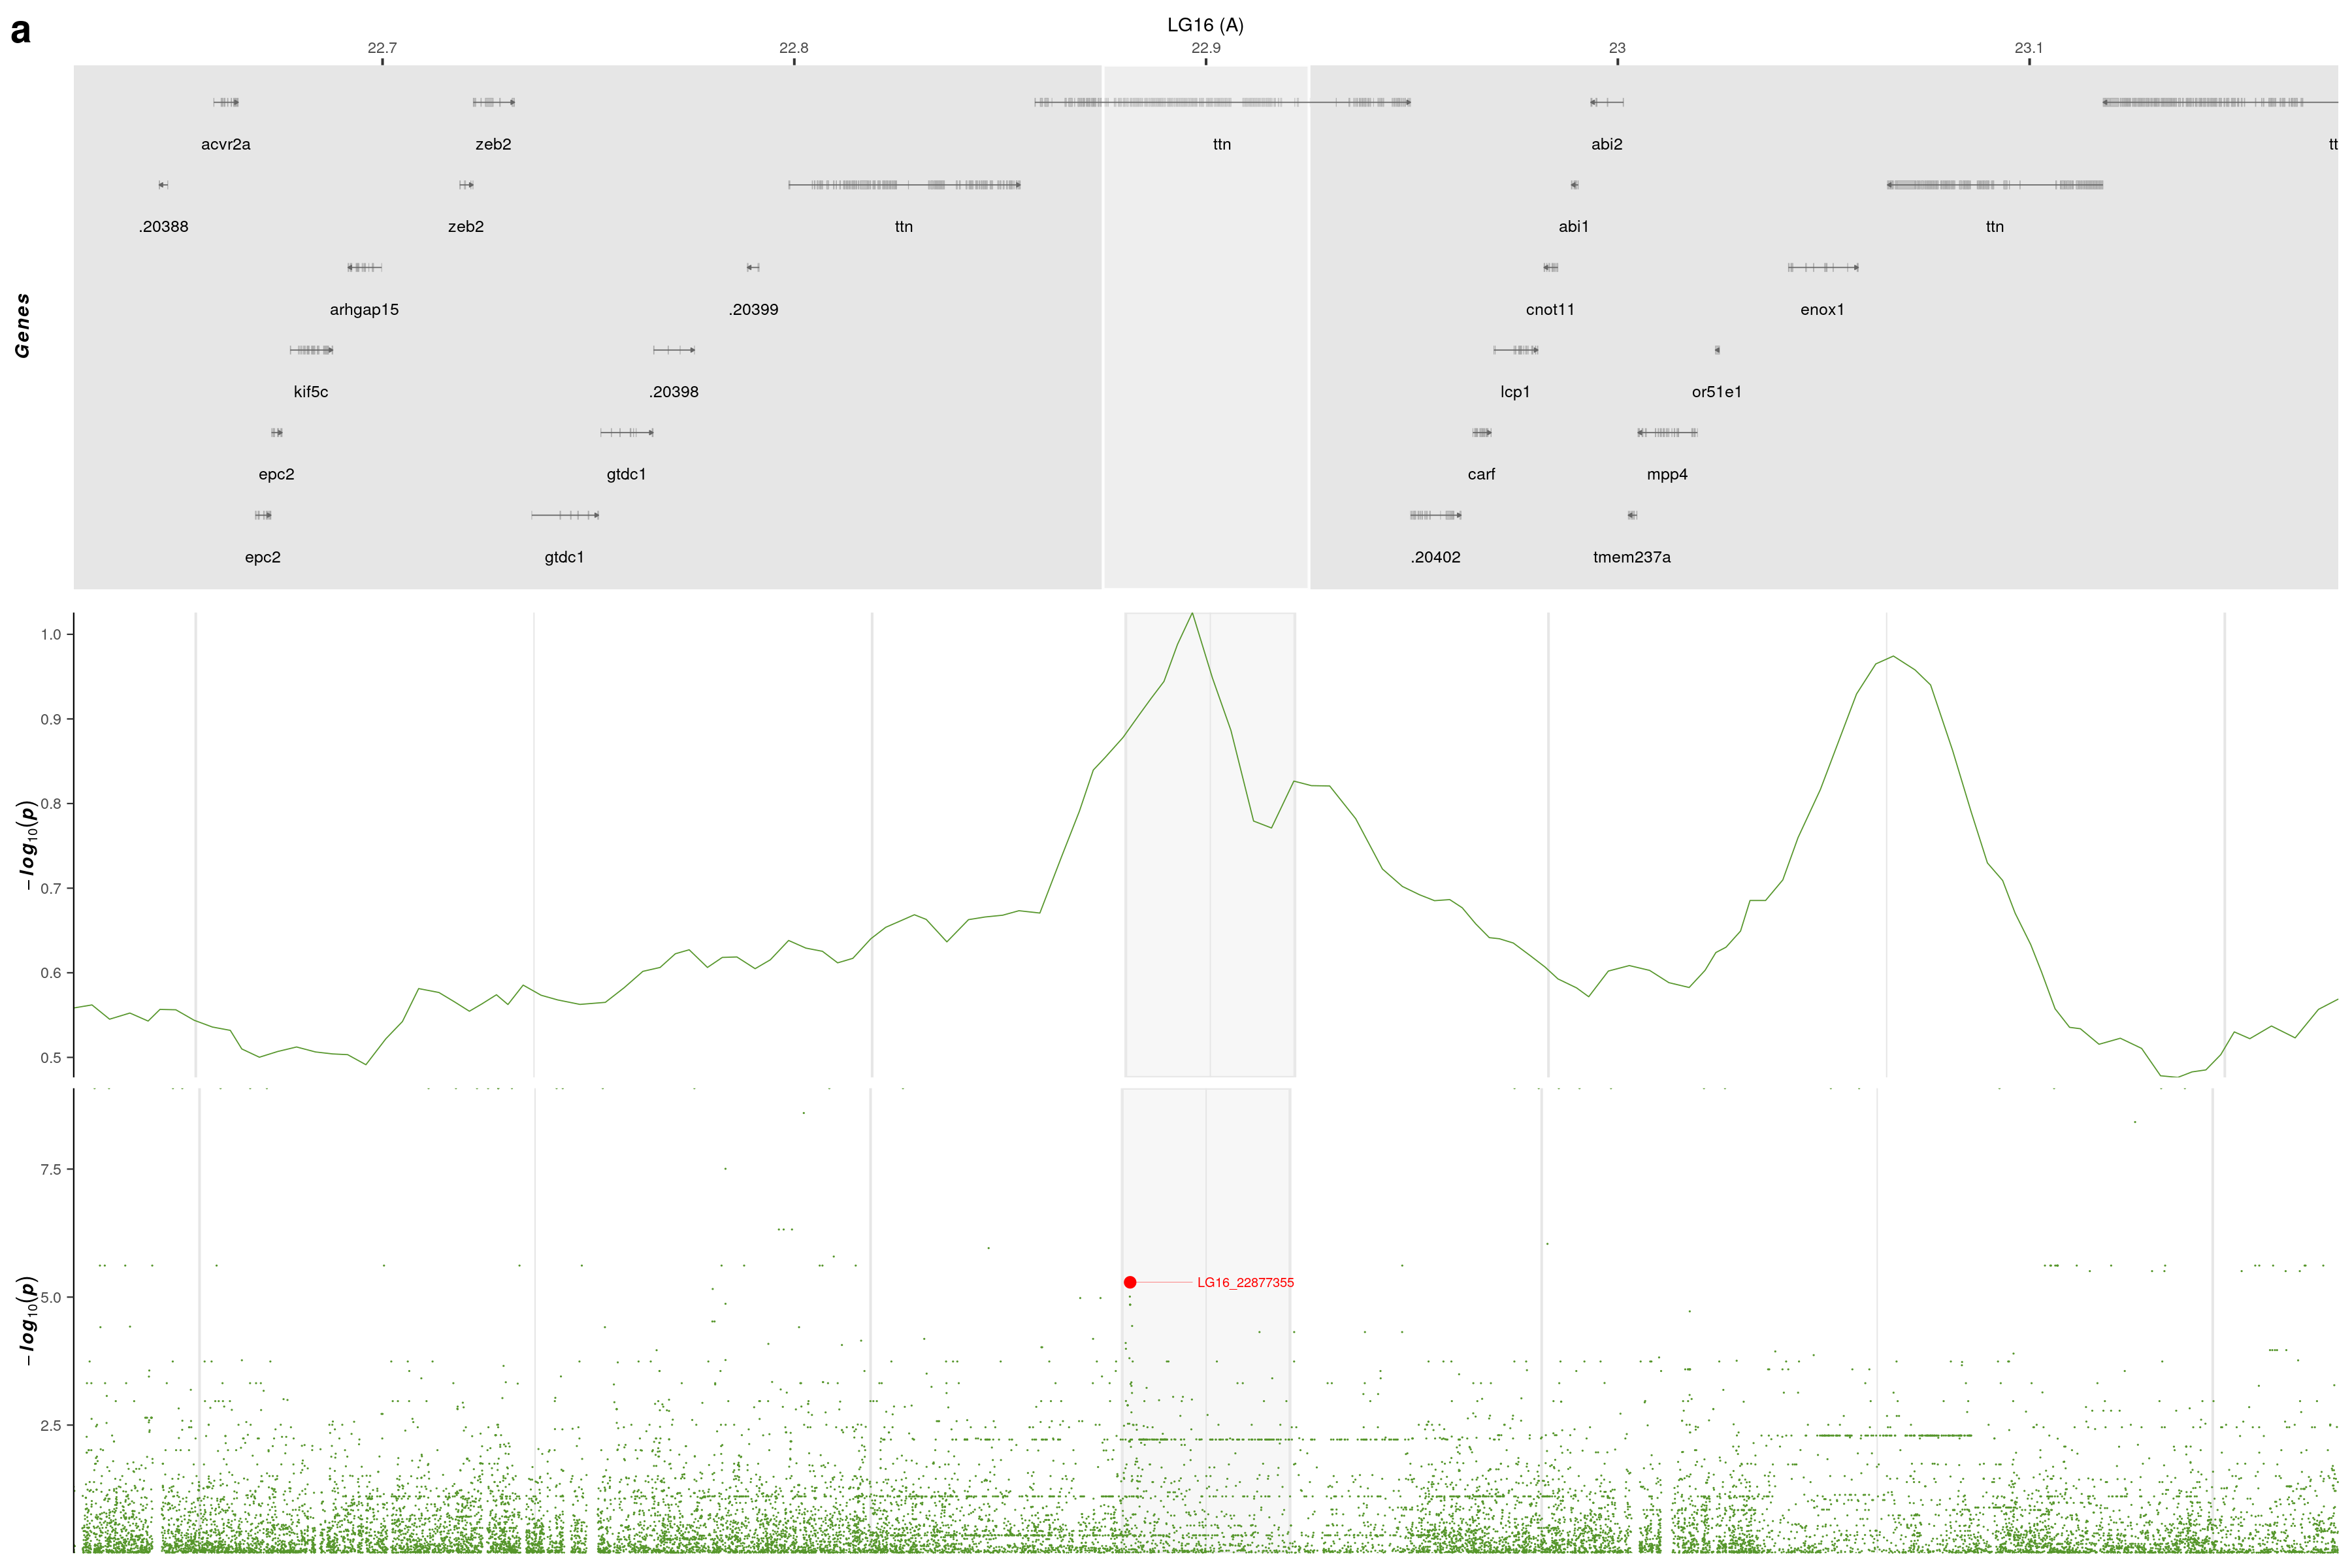 a
LG16 (A)
22.7 22.8 22.9 23 23.1
Genes
acvr2a zeb2 ttn abi2 tt
.20388 zeb2 ttn abi1 ttn
arhgap15 .20399 cnot11 enox1
kif5c .20398 lcp1 or51e1
epc2 gtdc1 carf mpp4
epc2 gtdc1 .20402 tmem237a
−log10(p)
1.0
0.9
0.8
0.7
0.6
0.5
−log10(p)
7.5
5.0
2.5
LG16_22877355